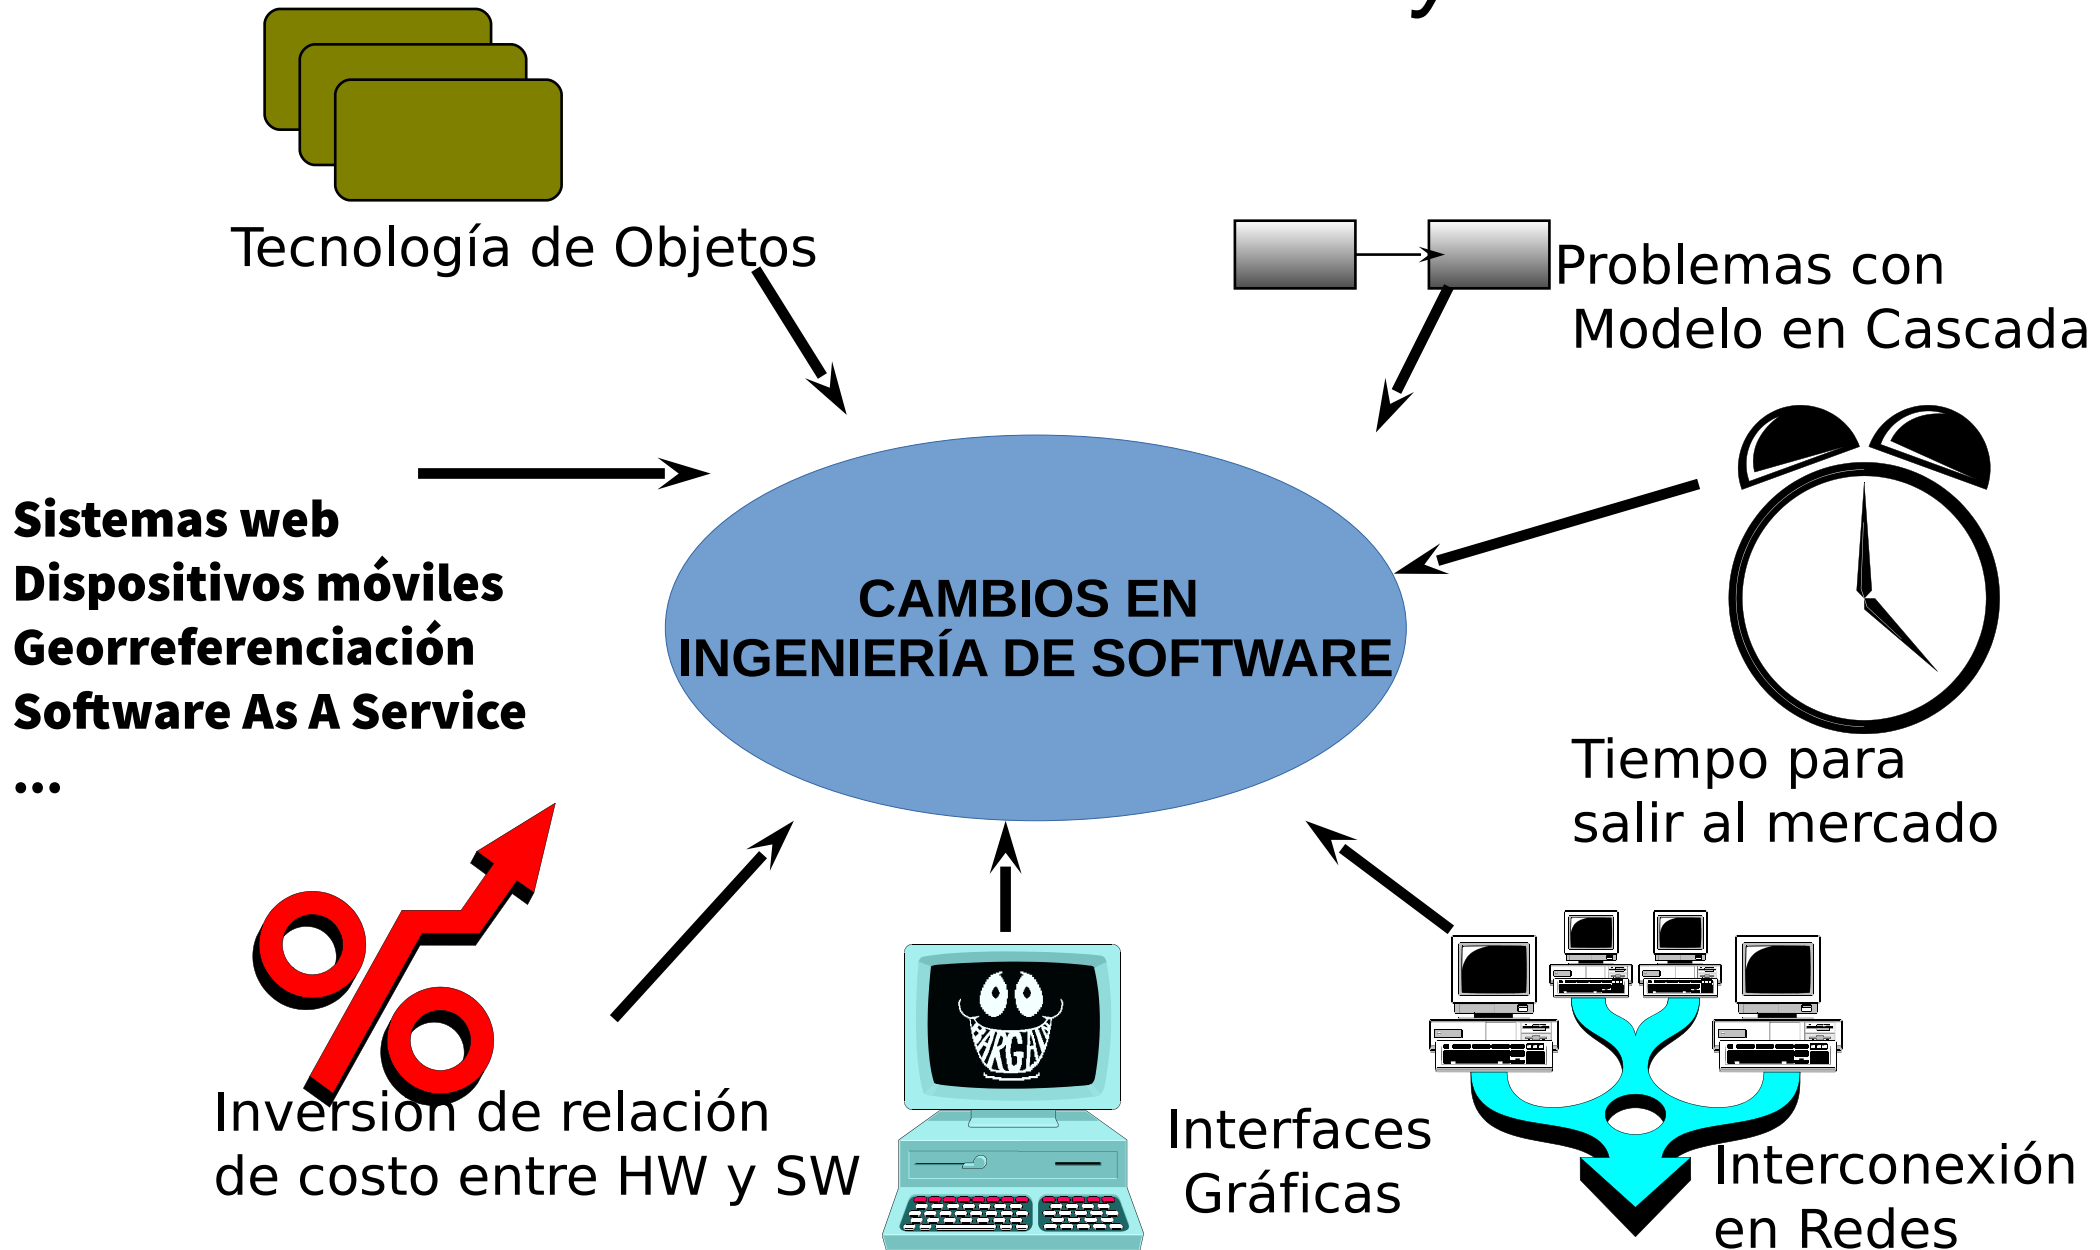 Tecnología de Objetos
Problemas con
Modelo en Cascada
Sistemas web
Dispositivos móviles
Georreferenciación
Software As A Service
...
CAMBIOS EN
INGENIERÍA DE SOFTWARE
Tiempo para
salir al mercado
Inversión de relación
de costo entre HW y SW
BARGAIN
Interfaces
Gráficas
Interconexión
en Redes